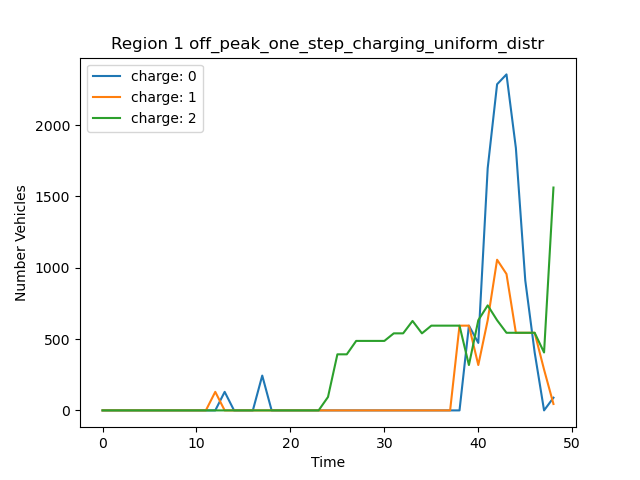 Region 1 off_peak_one_step_charging_uniform_distr
charge: 0
charge: 1
charge: 2
2000
1500
1000
500
0
Number Vehicles
0 10 20 30 40 50
Time